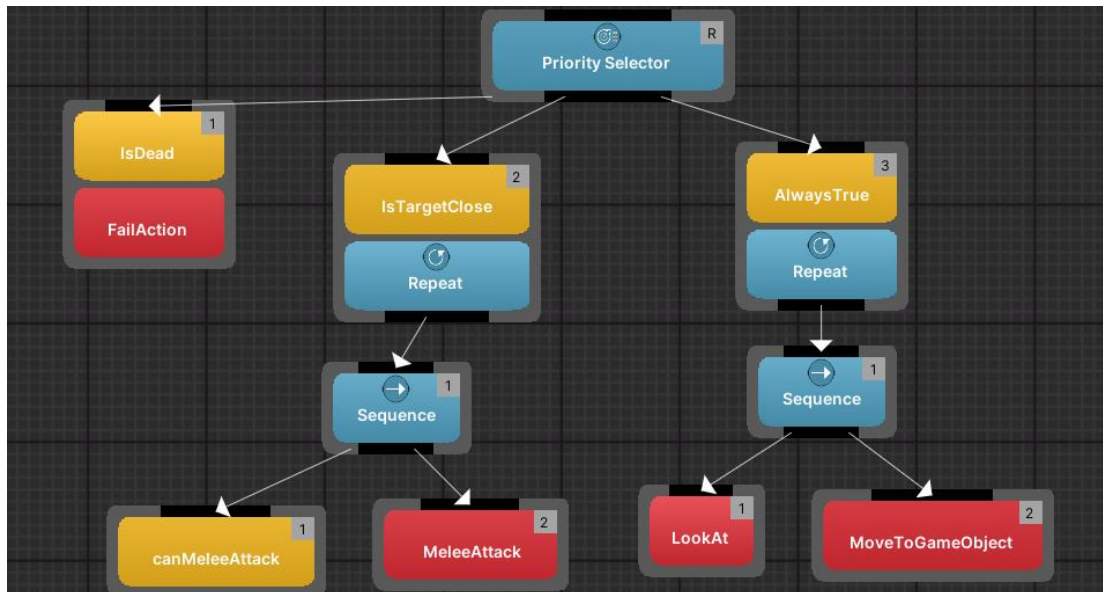 R
Priority Selector
1
IsDead
FailAction
2
IsTargetClose
Repeat
3
AlwaysTrue
Repeat
1
Sequence
1
Sequence
1
canMeleeAttack
2
MeleeAttack
1
LookAt
2
MoveToGameObject